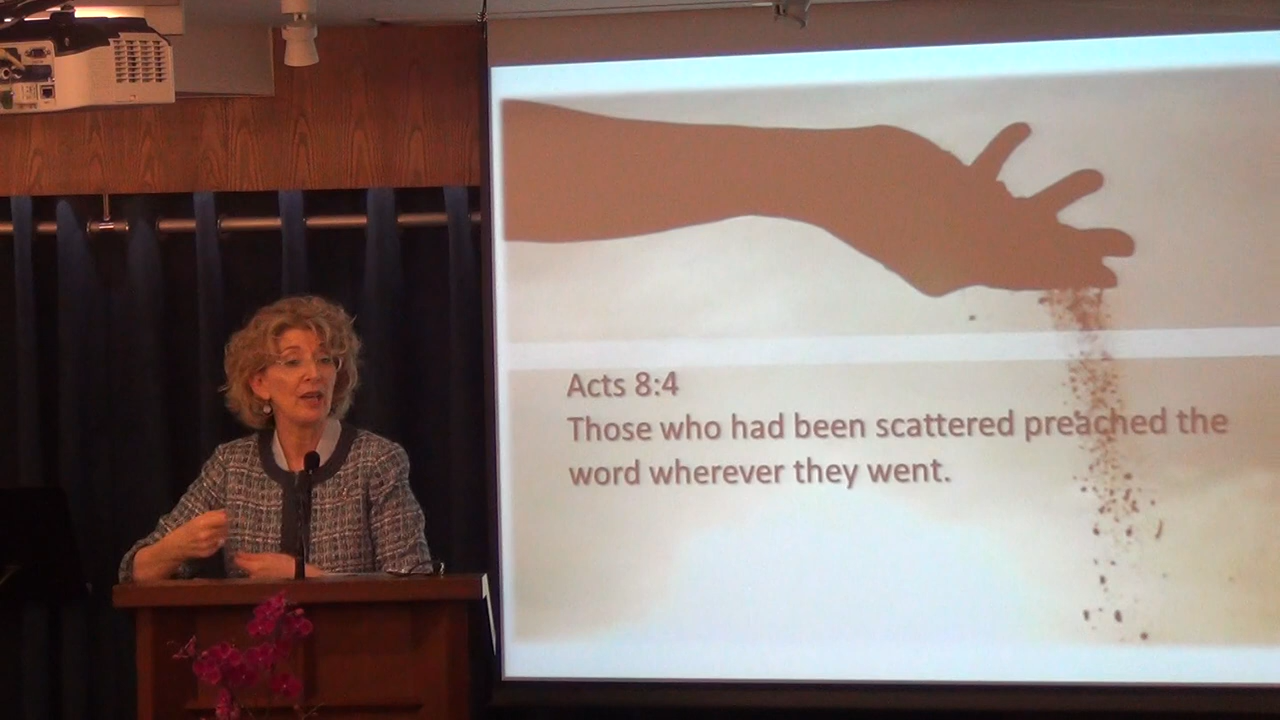 Acts 8:4
Those who had been scattered preached the
word wherever they went.